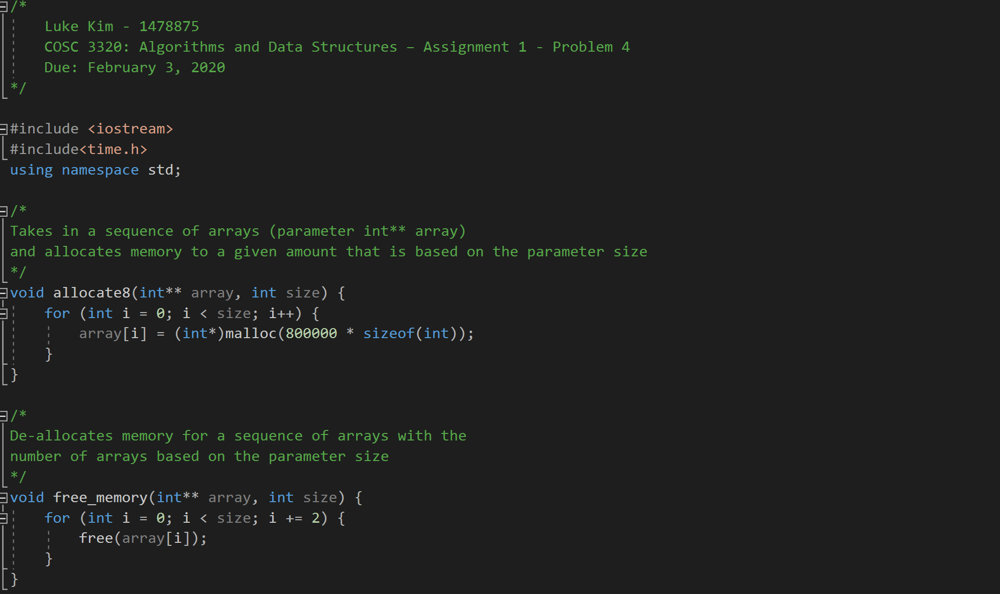 /*
    Luke Kim - 1478875
    COSC 3320: Algorithms and Data Structures – Assignment 1 - Problem 4
    Due: February 3, 2020
*/

#include <iostream>
#include<time.h>
using namespace std;

/*
Takes in a sequence of arrays (parameter int** array)
and allocates memory to a given amount that is based on the parameter size
*/
void allocate8(int** array, int size) {
    for (int i = 0; i < size; i++) {
        array[i] = (int*)malloc(800000 * sizeof(int));
    }
}

/*
De-allocates memory for a sequence of arrays with the
number of arrays based on the parameter size
*/
void free_memory(int** array, int size) {
    for (int i = 0; i < size; i += 2) {
        free(array[i]);
    }
}